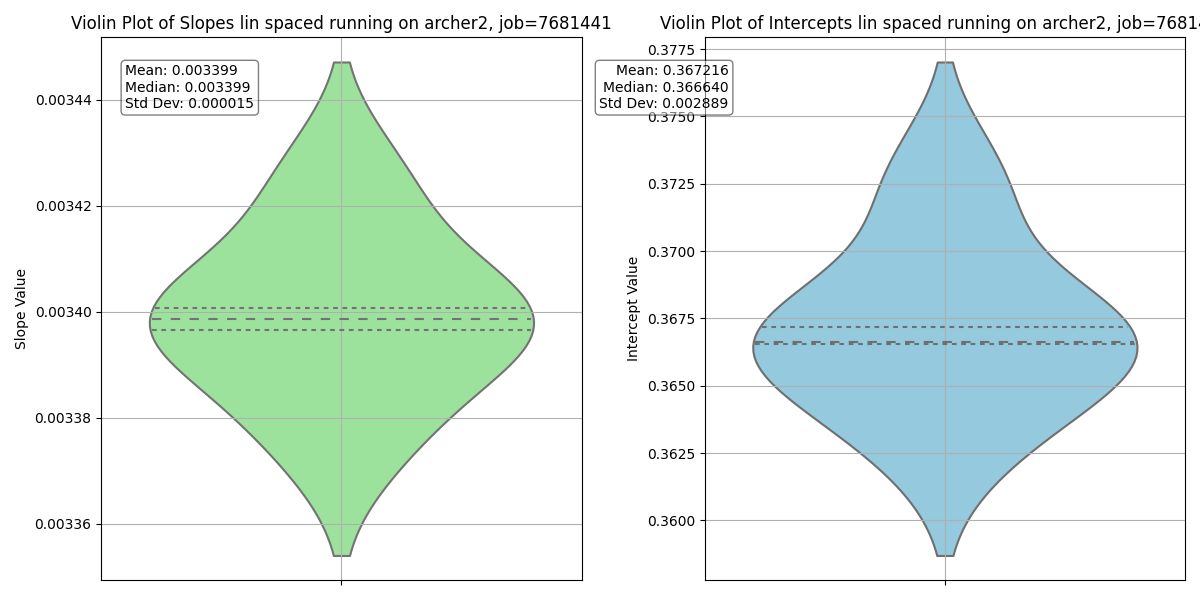 Violin Plot of Slopes lin spaced running on archer2, job=7681441
Mean: 0.003399
Median: 0.003399
Std Dev: 0.000015
0.00344
0.00342
0.00340
0.00338
0.00336
Slope Value
Violin Plot of Intercepts lin spaced running on archer2, job=7681
Mean: 0.367216
Median: 0.366640
Std Dev: 0.002889
0.3775
0.3750
0.3725
0.3700
0.3675
0.3650
0.3625
0.3600
Intercept Value